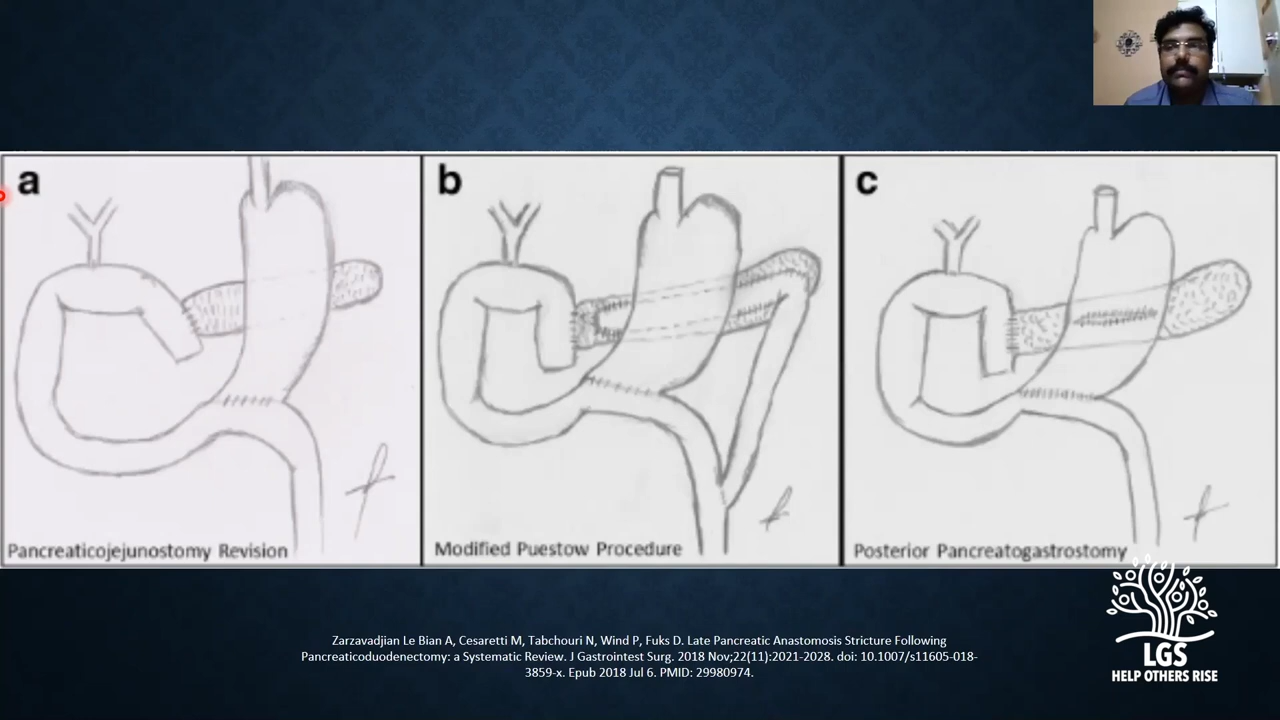 a
b
c
Pancreaticojejunostomy Revision
Modified Puestow Procedure
Posterior Pancreatogastrostomy
Zarzavadjian Le Bian A, Cesaretti M, Tabchouri N, Wind P, Fuks D. Late Pancreatic Anastomosis Stricture Following
Pancreaticoduodenectomy: a Systematic Review. J Gastrointest Surg. 2018 Nov;22(11):2021-2028. doi: 10.1007/s11605-018-
3859-x. Epub 2018 Jul 6. PMID: 29980974.
LGS
HELP OTHERS RISE